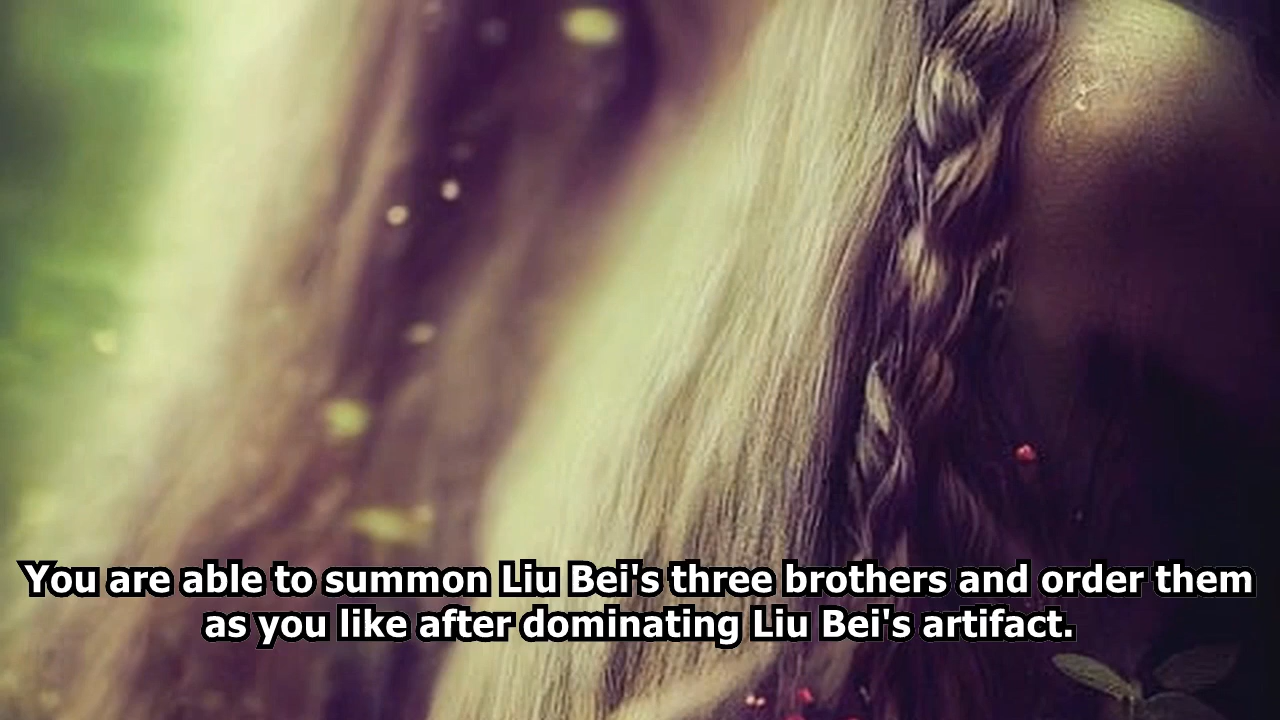 You are able to summon Liu Bei's three brothers and order them
as you like after dominating Liu Bei's artifact.